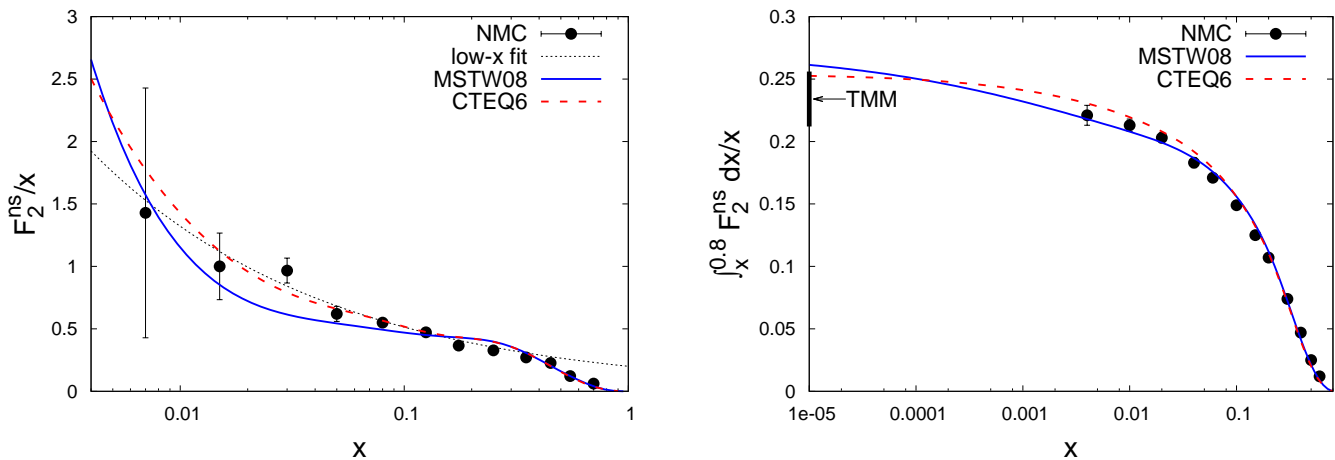 3
2.5
2
1.5
1
0.5
0
F₂ⁿˢ/x
NMC
low-x fit
MSTW08
CTEQ6
0.01
0.1
1
x
0.30
0.25
0.20
0.15
0.1
0.05
0
∫ₓ⁰·⁸ F₂ⁿˢ dx/x
NMC
MSTW08
CTEQ6
TMM
1e-05
0.0001
0.001
0.01
0.1
x